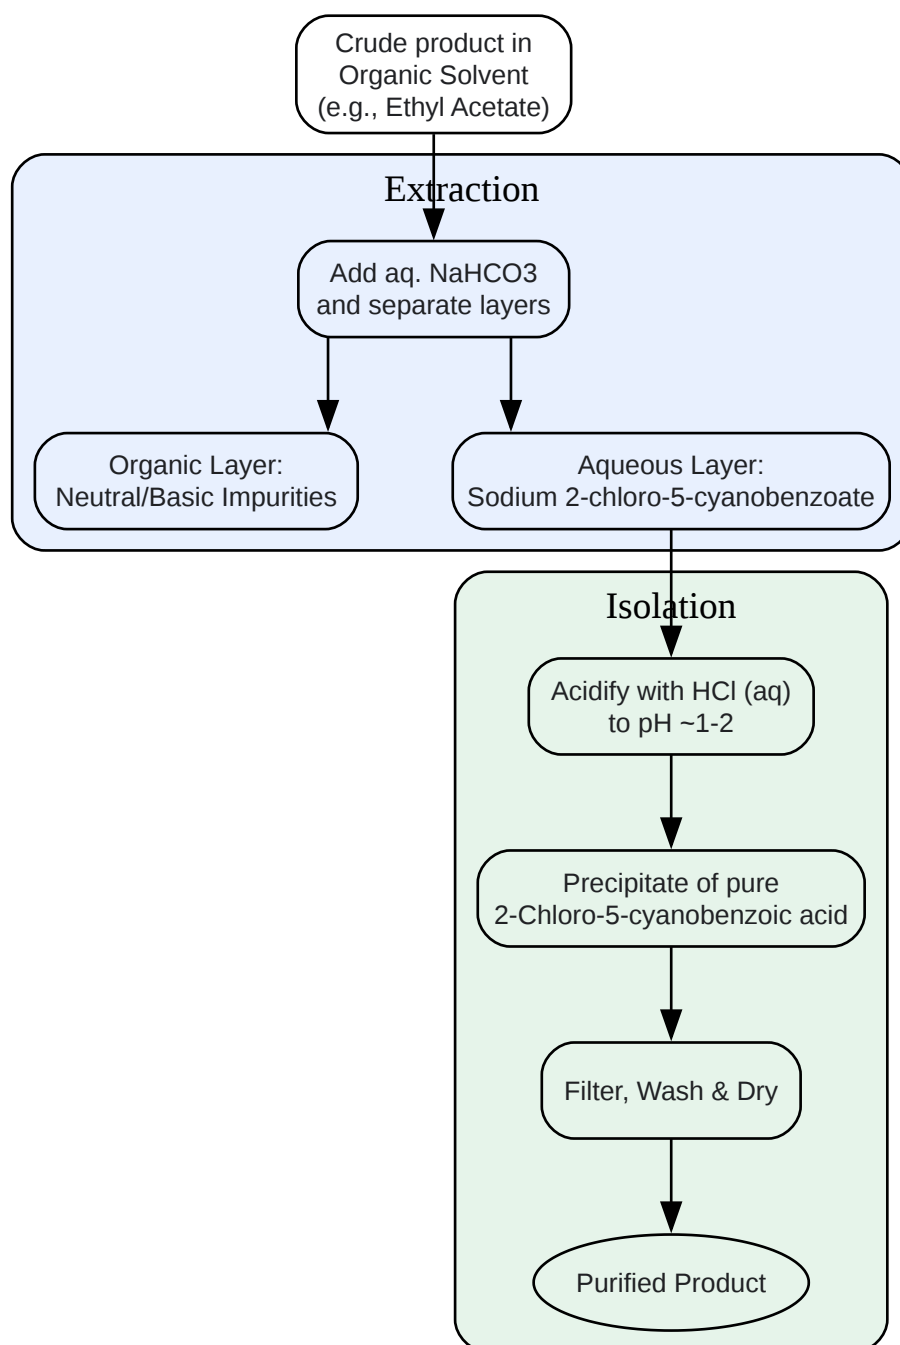 Crude product in
Organic Solvent
(e.g., Ethyl Acetate)
Extraction
Add aq. NaHCO3
and separate layers
Organic Layer:
Neutral/Basic Impurities
Aqueous Layer:
Sodium 2-chloro-5-cyanobenzoate
Isolation
Acidify with HCl (aq)
to pH ~1-2
Precipitate of pure
2-Chloro-5-cyanobenzoic acid
Filter, Wash & Dry
Purified Product